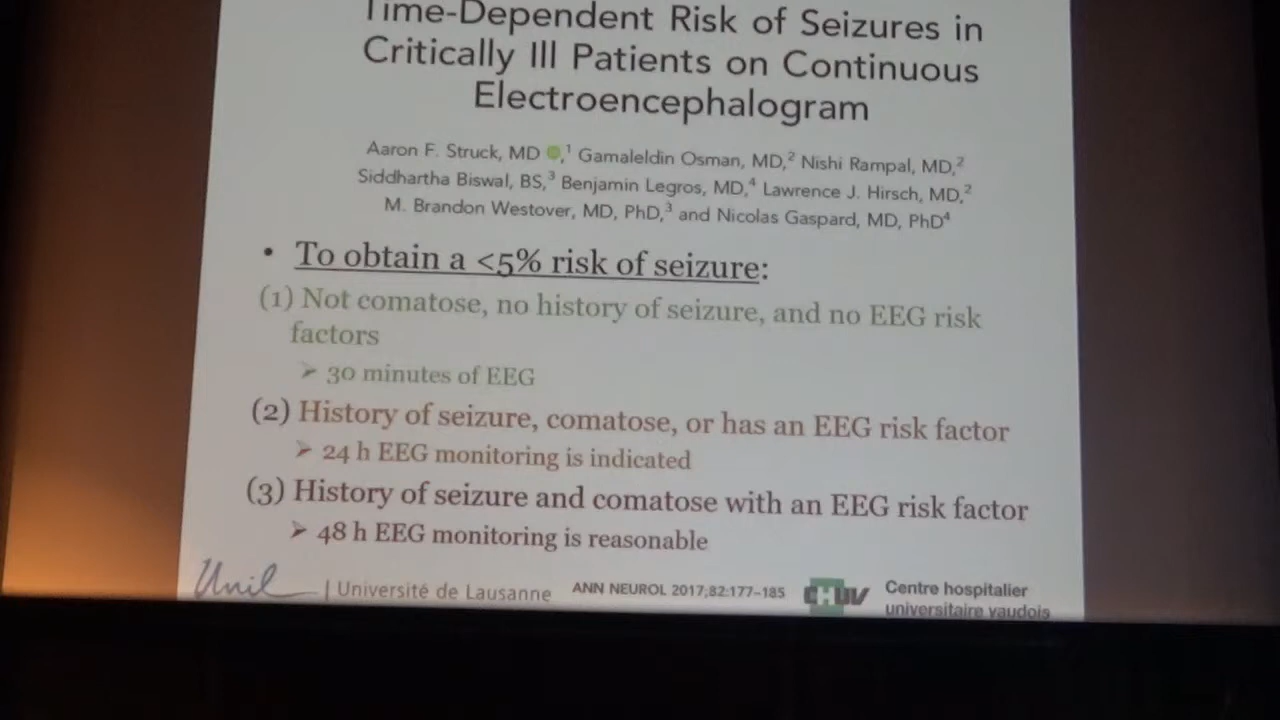 Time-Dependent Risk of Seizures in
Critically Ill Patients on Continuous
Electroencephalogram
Aaron F. Struck, MD ,¹ Gamaleldin Osman, MD,² Nishi Rampal, MD,²
Siddhartha Biswal, BS,³ Benjamin Legros, MD,⁴ Lawrence J. Hirsch, MD,²
M. Brandon Westover, MD, PhD,³ and Nicolas Gaspard, MD, PhD⁴
• To obtain a <5% risk of seizure:
(1) Not comatose, no history of seizure, and no EEG risk
factors
➢ 30 minutes of EEG
(2) History of seizure, comatose, or has an EEG risk factor
➢ 24 h EEG monitoring is indicated
(3) History of seizure and comatose with an EEG risk factor
➢ 48 h EEG monitoring is reasonable
Unil | Université de Lausanne
ANN NEUROL 2017;82:177–185
CHUV
Centre hospitalier
universitaire vaudois